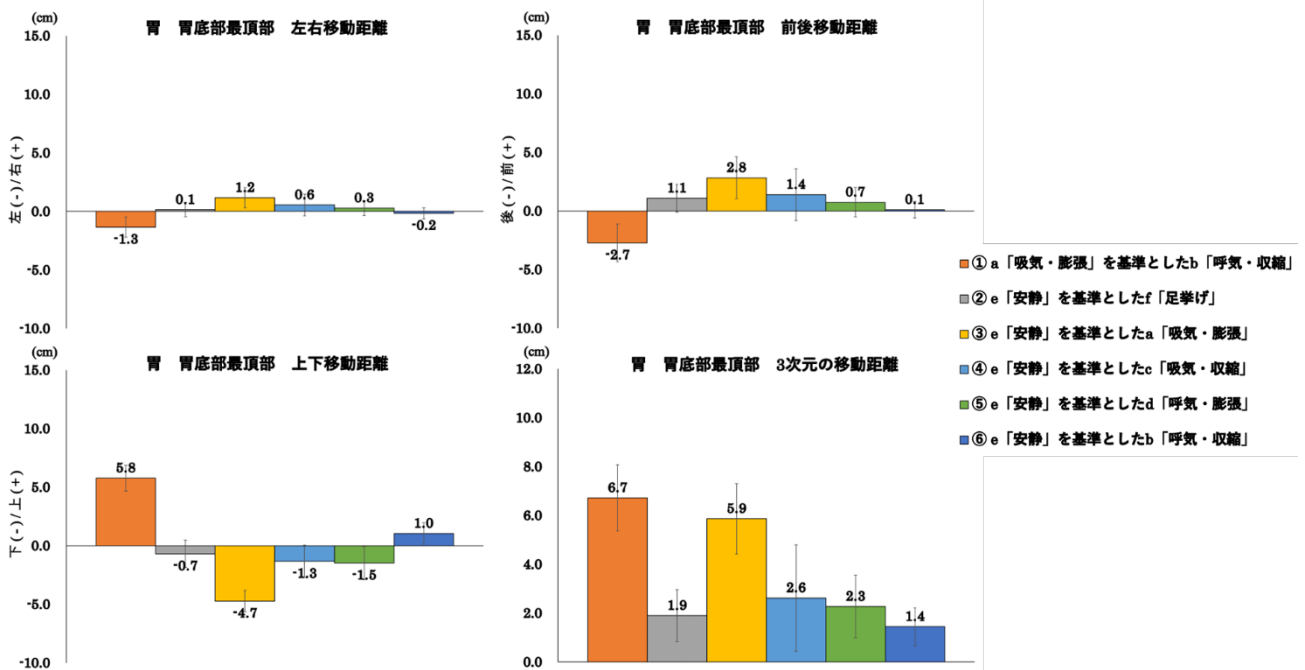 (cm)
胃 胃底部最頂部 左右移動距離
15.0
10.0
5.0
0.0
-5.0
-10.0
左(-)/右(+)
-1.3
0.1
1.2
0.6
0.3
-0.2
(cm)
胃 胃底部最頂部 前後移動距離
15.0
10.0
5.0
0.0
-5.0
-10.0
後(-)/前(+)
-2.7
1.1
2.8
1.4
0.7
0.1
①a「吸気・膨張」を基準としたb「呼気・収縮」
②e「安静」を基準としたf「足挙げ」
③e「安静」を基準としたa「吸気・膨張」
④e「安静」を基準としたc「吸気・収縮」
⑤e「安静」を基準としたd「呼気・膨張」
⑥e「安静」を基準としたb「呼気・収縮」
(cm)
胃 胃底部最頂部 上下移動距離
15.0
10.0
5.0
0.0
-5.0
-10.0
下(-)/上(+)
5.8
-0.7
-4.7
-1.3
-1.5
1.0
(cm)
胃 胃底部最頂部 3次元の移動距離
12.0
10.0
8.0
6.0
4.0
2.0
0.0
6.7
1.9
5.9
2.6
2.3
1.4